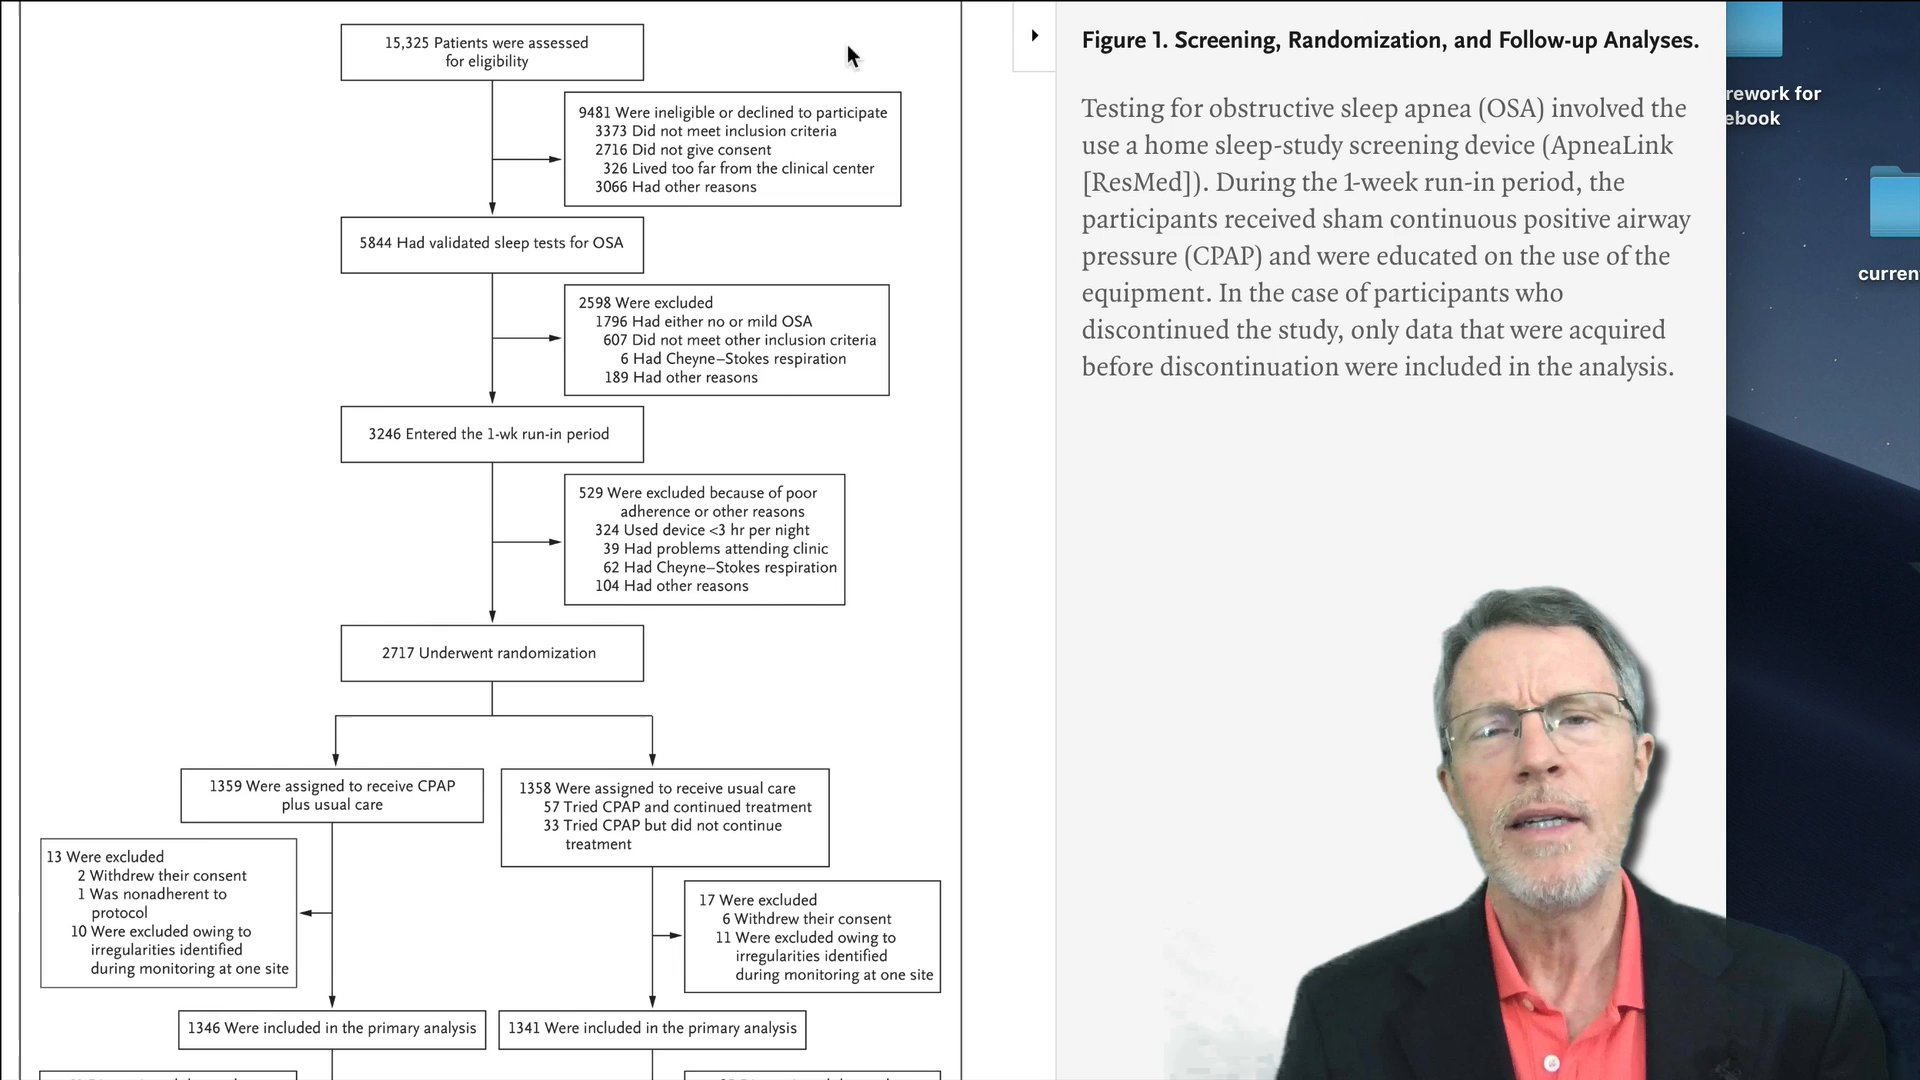 15,325 Patients were assessed
for eligibility
9481 Were ineligible or declined to participate
3373 Did not meet inclusion criteria
2716 Did not give consent
326 Lived too far from the clinical center
3066 Had other reasons
5844 Had validated sleep tests for OSA
2598 Were excluded
1796 Had either no or mild OSA
607 Did not meet other inclusion criteria
6 Had Cheyne–Stokes respiration
189 Had other reasons
3246 Entered the 1-wk run-in period
529 Were excluded because of poor
adherence or other reasons
324 Used device <3 hr per night
39 Had problems attending clinic
62 Had Cheyne–Stokes respiration
104 Had other reasons
2717 Underwent randomization
1359 Were assigned to receive CPAP
plus usual care
1358 Were assigned to receive usual care
57 Tried CPAP and continued treatment
33 Tried CPAP but did not continue
treatment
13 Were excluded
2 Withdrew their consent
1 Was nonadherent to
protocol
10 Were excluded owing to
irregularities identified
during monitoring at one site
17 Were excluded
6 Withdrew their consent
11 Were excluded owing to
irregularities identified
during monitoring at one site
1346 Were included in the primary analysis
1341 Were included in the primary analysis
Figure 1. Screening, Randomization, and Follow-up Analyses.
Testing for obstructive sleep apnea (OSA) involved the
use a home sleep-study screening device (ApneaLink
[ResMed]). During the 1-week run-in period, the
participants received sham continuous positive airway
pressure (CPAP) and were educated on the use of the
equipment. In the case of participants who
discontinued the study, only data that were acquired
before discontinuation were included in the analysis.
rework for
ebook
curren